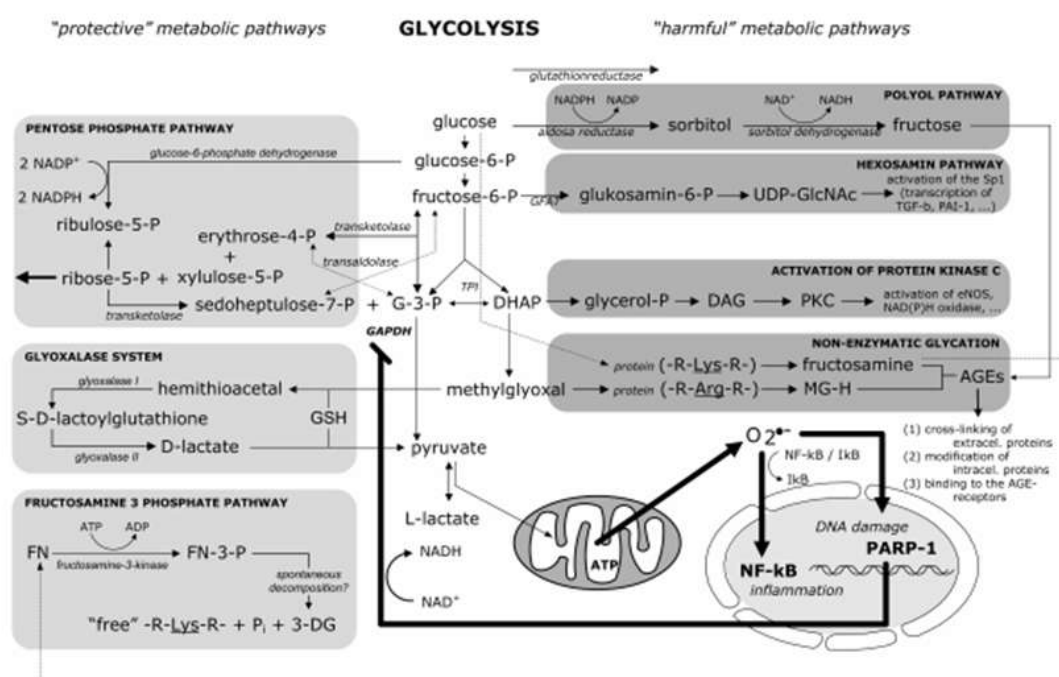 "protective" metabolic pathways
GLYCOLYSIS
"harmful" metabolic pathways
glutathionreductase
POLYOL PATHWAY
NADPH NADP
NAD⁺ NADH
glucose
aldosa reductase
sorbitol
sorbitol dehydrogenase
fructose
PENTOSE PHOSPHATE PATHWAY
2 NADP⁺
2 NADPH
glucose-6-phosphate dehydrogenase
glucose-6-P
ribulose-5-P
erythrose-4-P
transketolase
+
transaldolase
ribose-5-P + xylulose-5-P
transketolase
sedoheptulose-7-P + G-3-P
fructose-6-P
HEXOSAMIN PATHWAY
GFAT
glukosamin-6-P
UDP-GlcNAc
activation of the Sp1
(transcription of
TGF-b, PAI-1, ...)
ACTIVATION OF PROTEIN KINASE C
TPI
DHAP
glycerol-P
DAG
PKC
activation of eNOS,
NAD(P)H oxidase, ...
GAPDH
NON-ENZYMATIC GLYCATION
protein (-R-Lys-R-)
fructosamine
methylglyoxal
protein (-R-Arg-R-)
MG-H
AGEs
(1) cross-linking of
extracel. proteins
(2) modification of
intracel. proteins
(3) binding to the AGE-
receptors
GLYOXALASE SYSTEM
glyoxalase I
hemithioacetal
S-D-lactoylglutathione
GSH
glyoxalase II
D-lactate
pyruvate
L-lactate
NADH
NAD⁺
FRUCTOSAMINE 3 PHOSPHATE PATHWAY
ATP ADP
FN
fructosamine-3-kinase
FN-3-P
spontaneous
decomposition?
"free" -R-Lys-R- + Pᵢ + 3-DG
ATP
O₂•⁻
NF-kB / IkB
IkB
DNA damage
PARP-1
NF-kB
inflammation